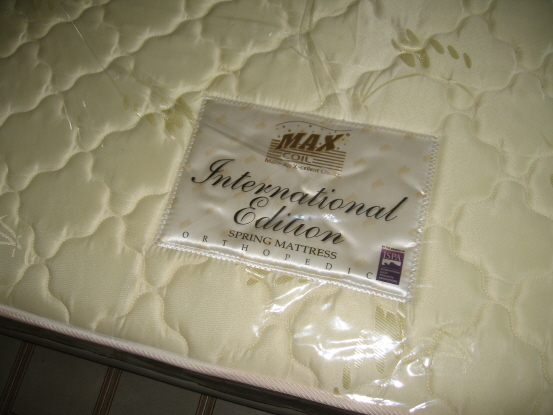 MAX
COIL
International
Edition
SPRING MATTRESS
ORTHOPEDIC
ISPA